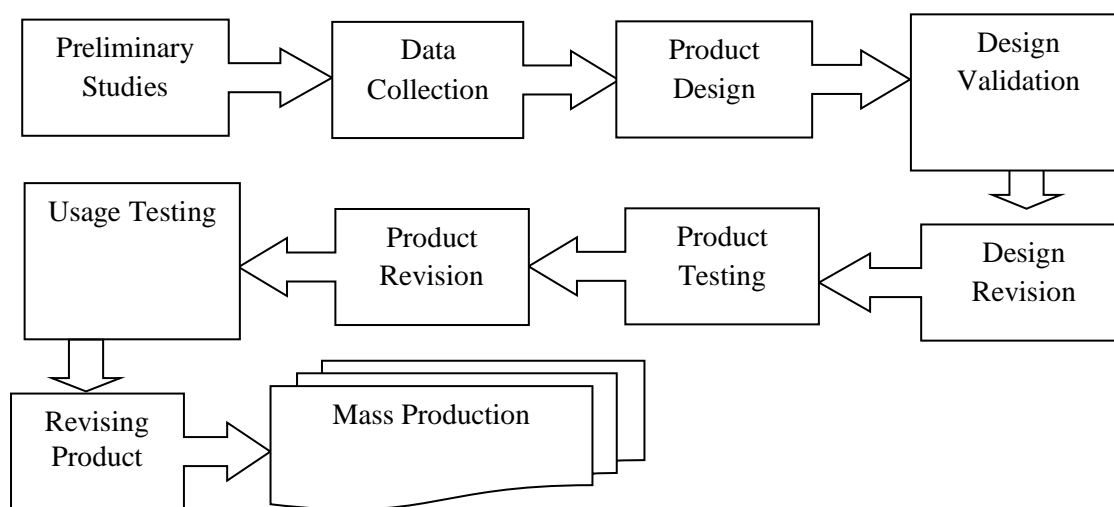 Preliminary
Studies
Data
Collection
Product
Design
Design
Validation
Design
Revision
Product
Testing
Product
Revision
Usage Testing
Revising
Product
Mass Production